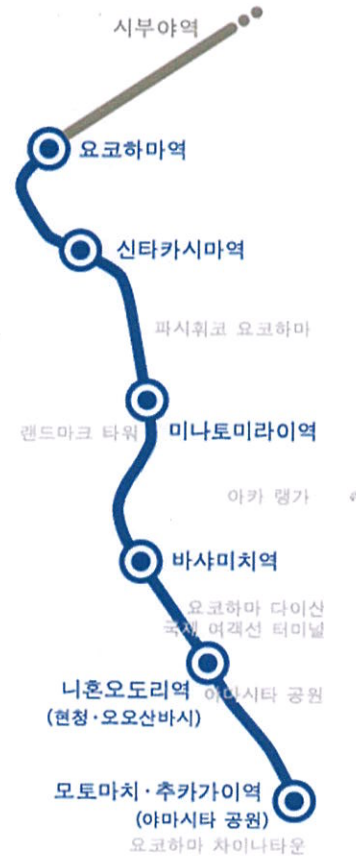 시부야역
요코하마역
신타카시마역
파시휘코 요코하마
랜드마크 타워
미나토미라이역
아카 랭가
바샤미치역
요코하마 다이산
국제 여객선 터미널
니혼오도리역
(현청·오오산바시)
야마시타 공원
모토마치·추카가이역
(야마시타 공원)
요코하마 차이나타운